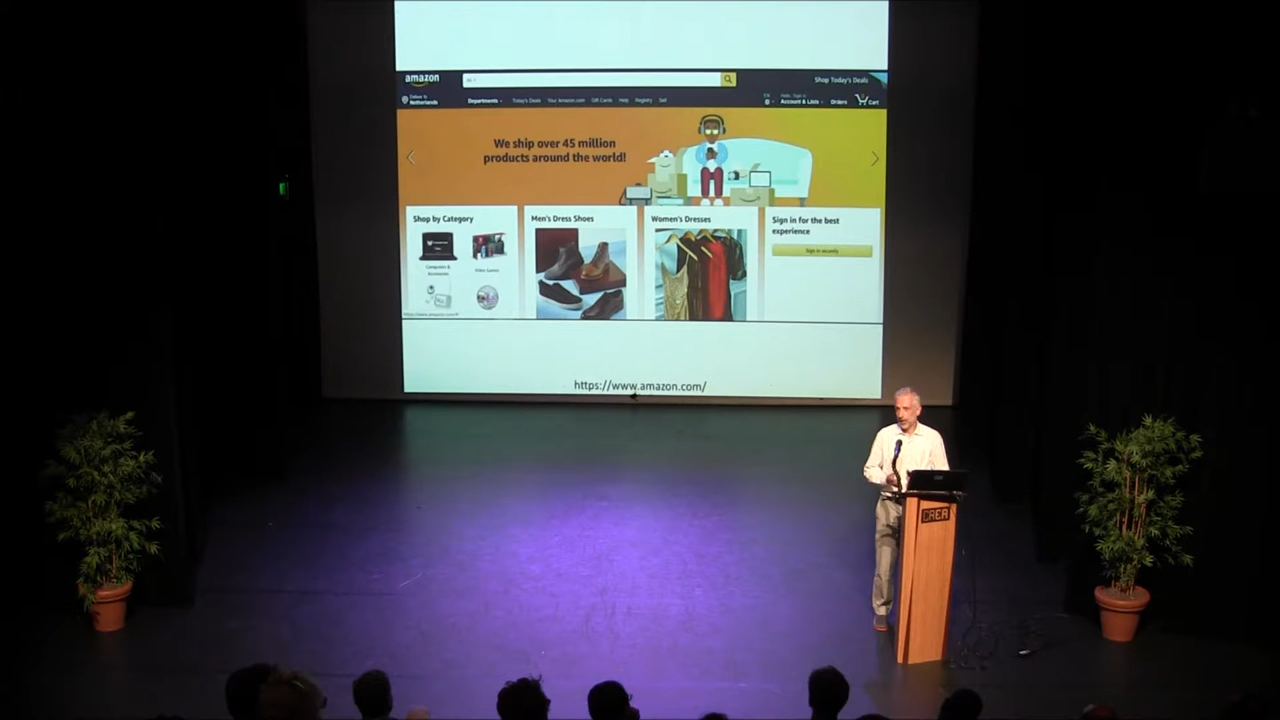 amazon
Shop Today's Deals
Deliver to
Netherlands
Departments
Today's Deals
Your Amazon.com
Gift Cards
Help
Registry
Sell
EN
Hello, Sign in
Account & Lists
Orders
Cart
We ship over 45 million
products around the world!
Shop by Category
Men's Dress Shoes
Women's Dresses
Sign in for the best
experience
Sign in securely
Computers &
Accessories
Video Games
https://www.amazon.com/
CREA